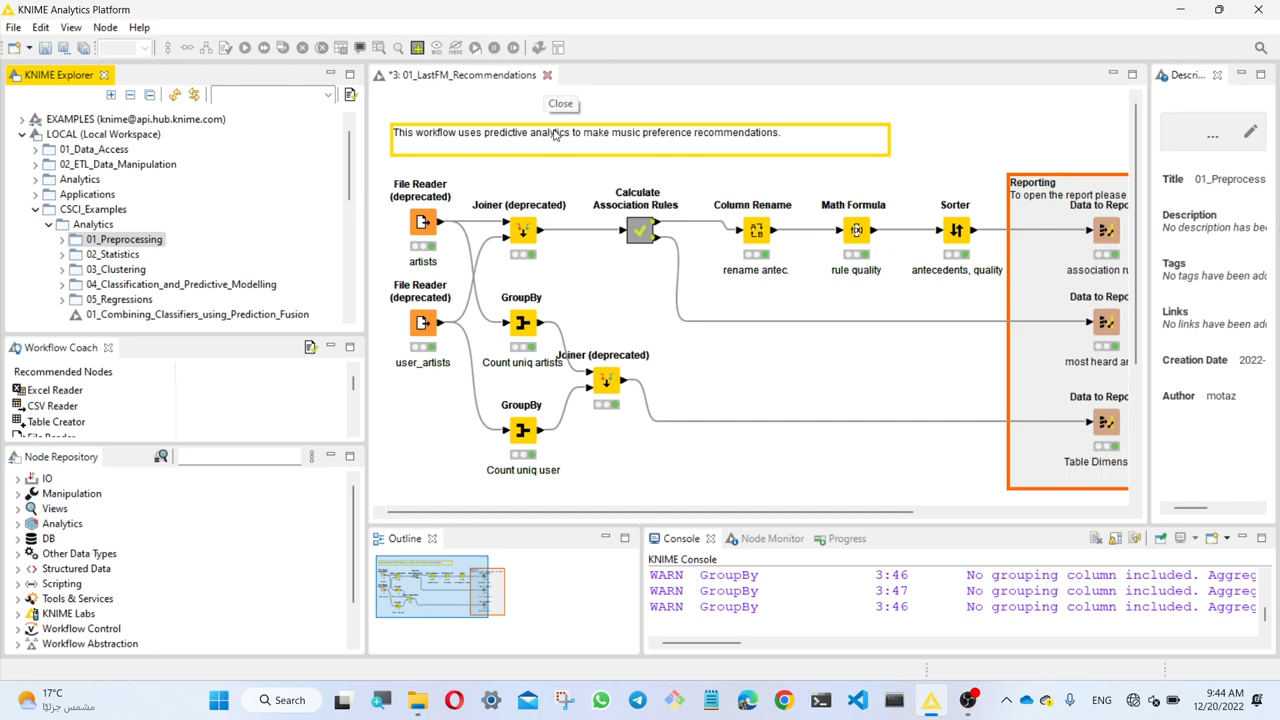 KNIME Analytics Platform
File Edit View Node Help
KNIME Explorer
EXAMPLES (knime@api.hub.knime.com)
LOCAL (Local Workspace)
01_Data_Access
02_ETL_Data_Manipulation
Analytics
Applications
CSCI_Examples
Analytics
01_Preprocessing
02_Statistics
03_Clustering
04_Classification_and_Predictive_Modelling
05_Regressions
01_Combining_Classifiers_using_Prediction_Fusion
Workflow Coach
Recommended Nodes
Excel Reader
CSV Reader
Table Creator
Node Repository
IO
Manipulation
Views
Analytics
DB
Other Data Types
Structured Data
Scripting
Tools & Services
KNIME Labs
Workflow Control
Workflow Abstraction
*3: 01_LastFM_Recommendations
Close
This workflow uses predictive analytics to make music preference recommendations.
File Reader
(deprecated)
artists
Joiner (deprecated)
Calculate
Association Rules
Column Rename
rename antec.
Math Formula
rule quality
Sorter
antecedents, quality
Reporting
To open the report please
Data to Repo
association ru
File Reader
(deprecated)
user_artists
GroupBy
Count uniq artists
Joiner (deprecated)
Data to Repo
most heard ar
GroupBy
Count uniq user
Data to Repo
Table Dimens
Outline
Console Node Monitor Progress
KNIME Console
WARN GroupBy 3:46 No grouping column included. Aggreg
WARN GroupBy 3:47 No grouping column included. Aggreg
WARN GroupBy 3:46 No grouping column included. Aggreg
Descri...
...
Title 01_Preprocess
Description
No description has bee
Tags
No tags have been add
Links
No links have been add
Creation Date 2022-
Author motaz
17°C
مشمس جزئيًا
Search
ENG
9:44 AM
12/20/2022